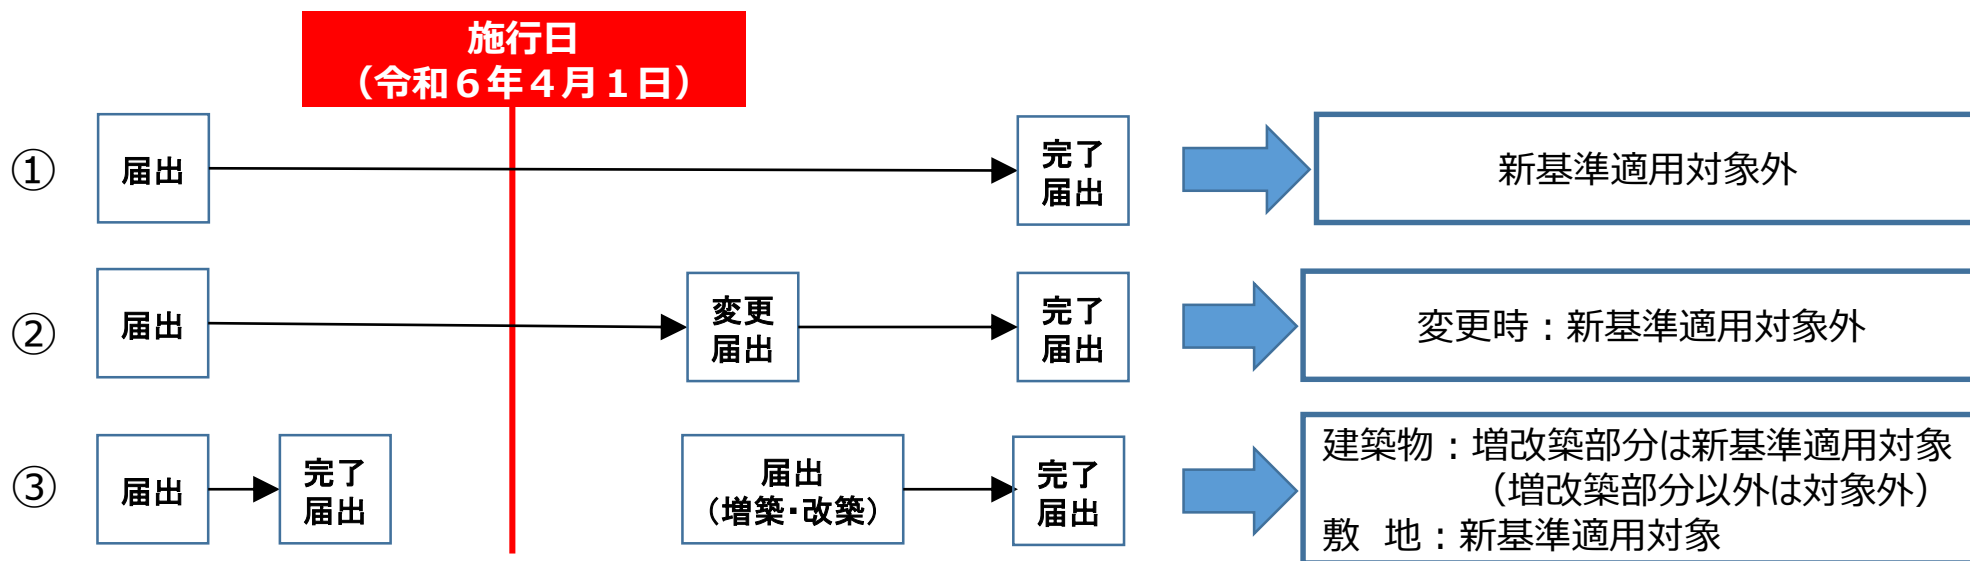 施行日
（令和６年４月１日）
①
届出
完了
届出
新基準適用対象外
②
届出
変更
届出
完了
届出
変更時：新基準適用対象外
③
届出
完了
届出
届出
（増築・改築）
完了
届出
建築物：増改築部分は新基準適用対象
（増改築部分以外は対象外）
敷　地：新基準適用対象